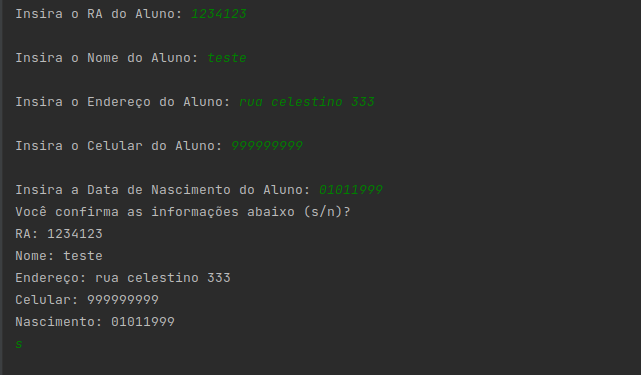 Insira o RA do Aluno: 1234123
Insira o Nome do Aluno: teste
Insira o Endereço do Aluno: rua celestino 333
Insira o Celular do Aluno: 999999999
Insira a Data de Nascimento do Aluno: 01011999
Você confirma as informações abaixo (s/n)?
RA: 1234123
Nome: teste
Endereço: rua celestino 333
Celular: 999999999
Nascimento: 01011999
s